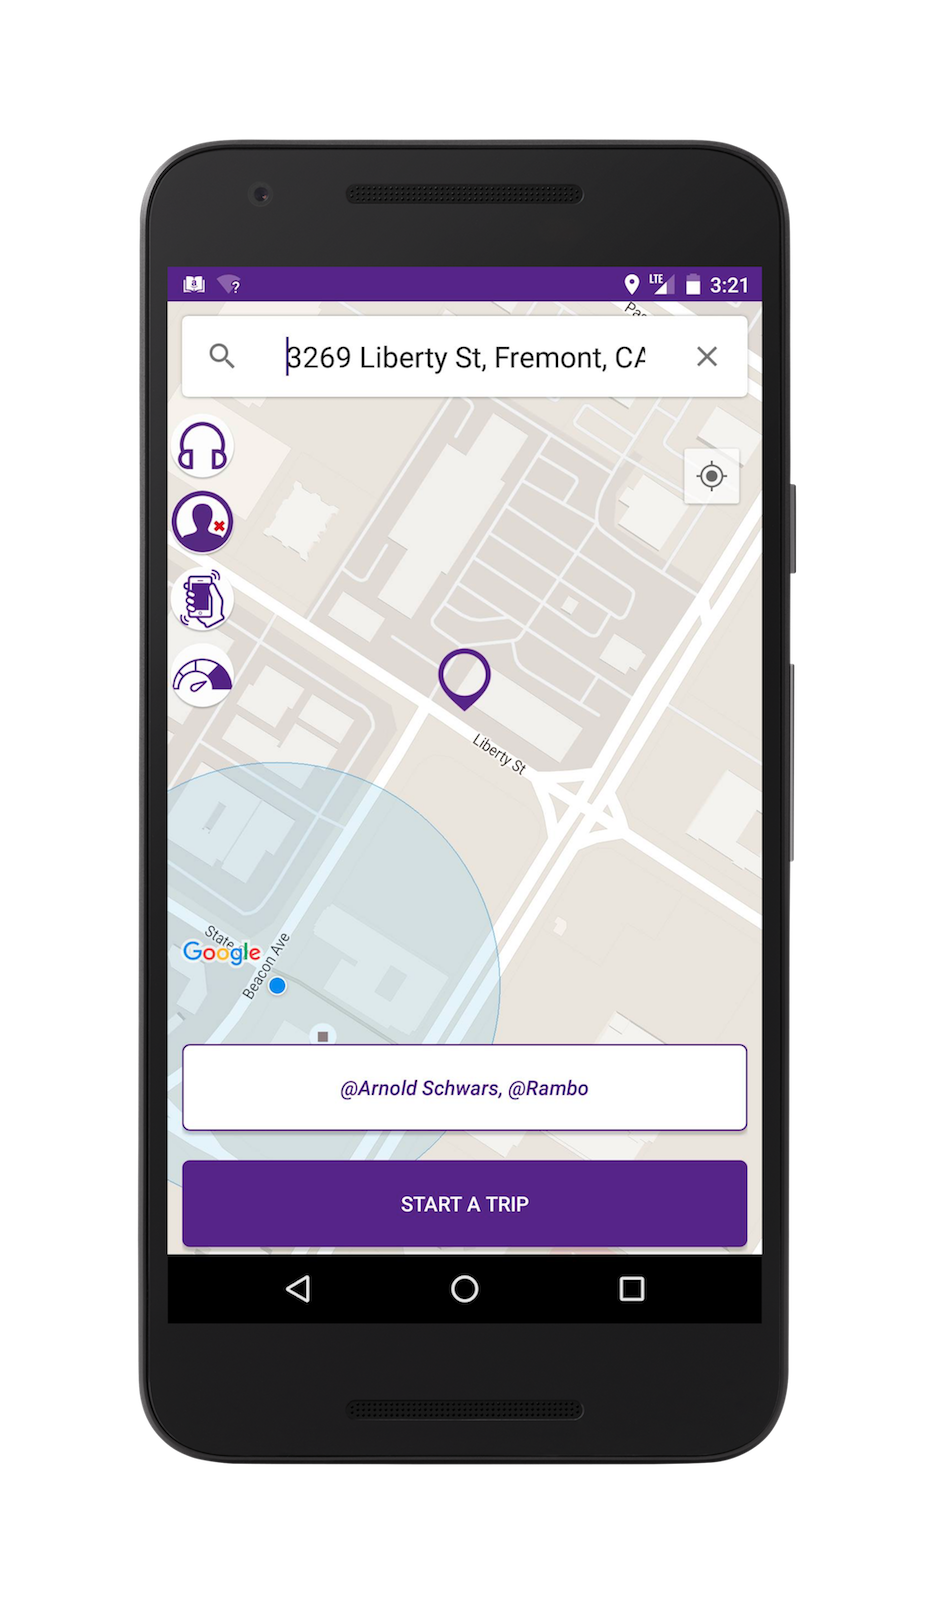 LTE 3:21
3269 Liberty St, Fremont, CA
Liberty St
State
Google
Beacon Ave
@Arnold Schwars, @Rambo
START A TRIP